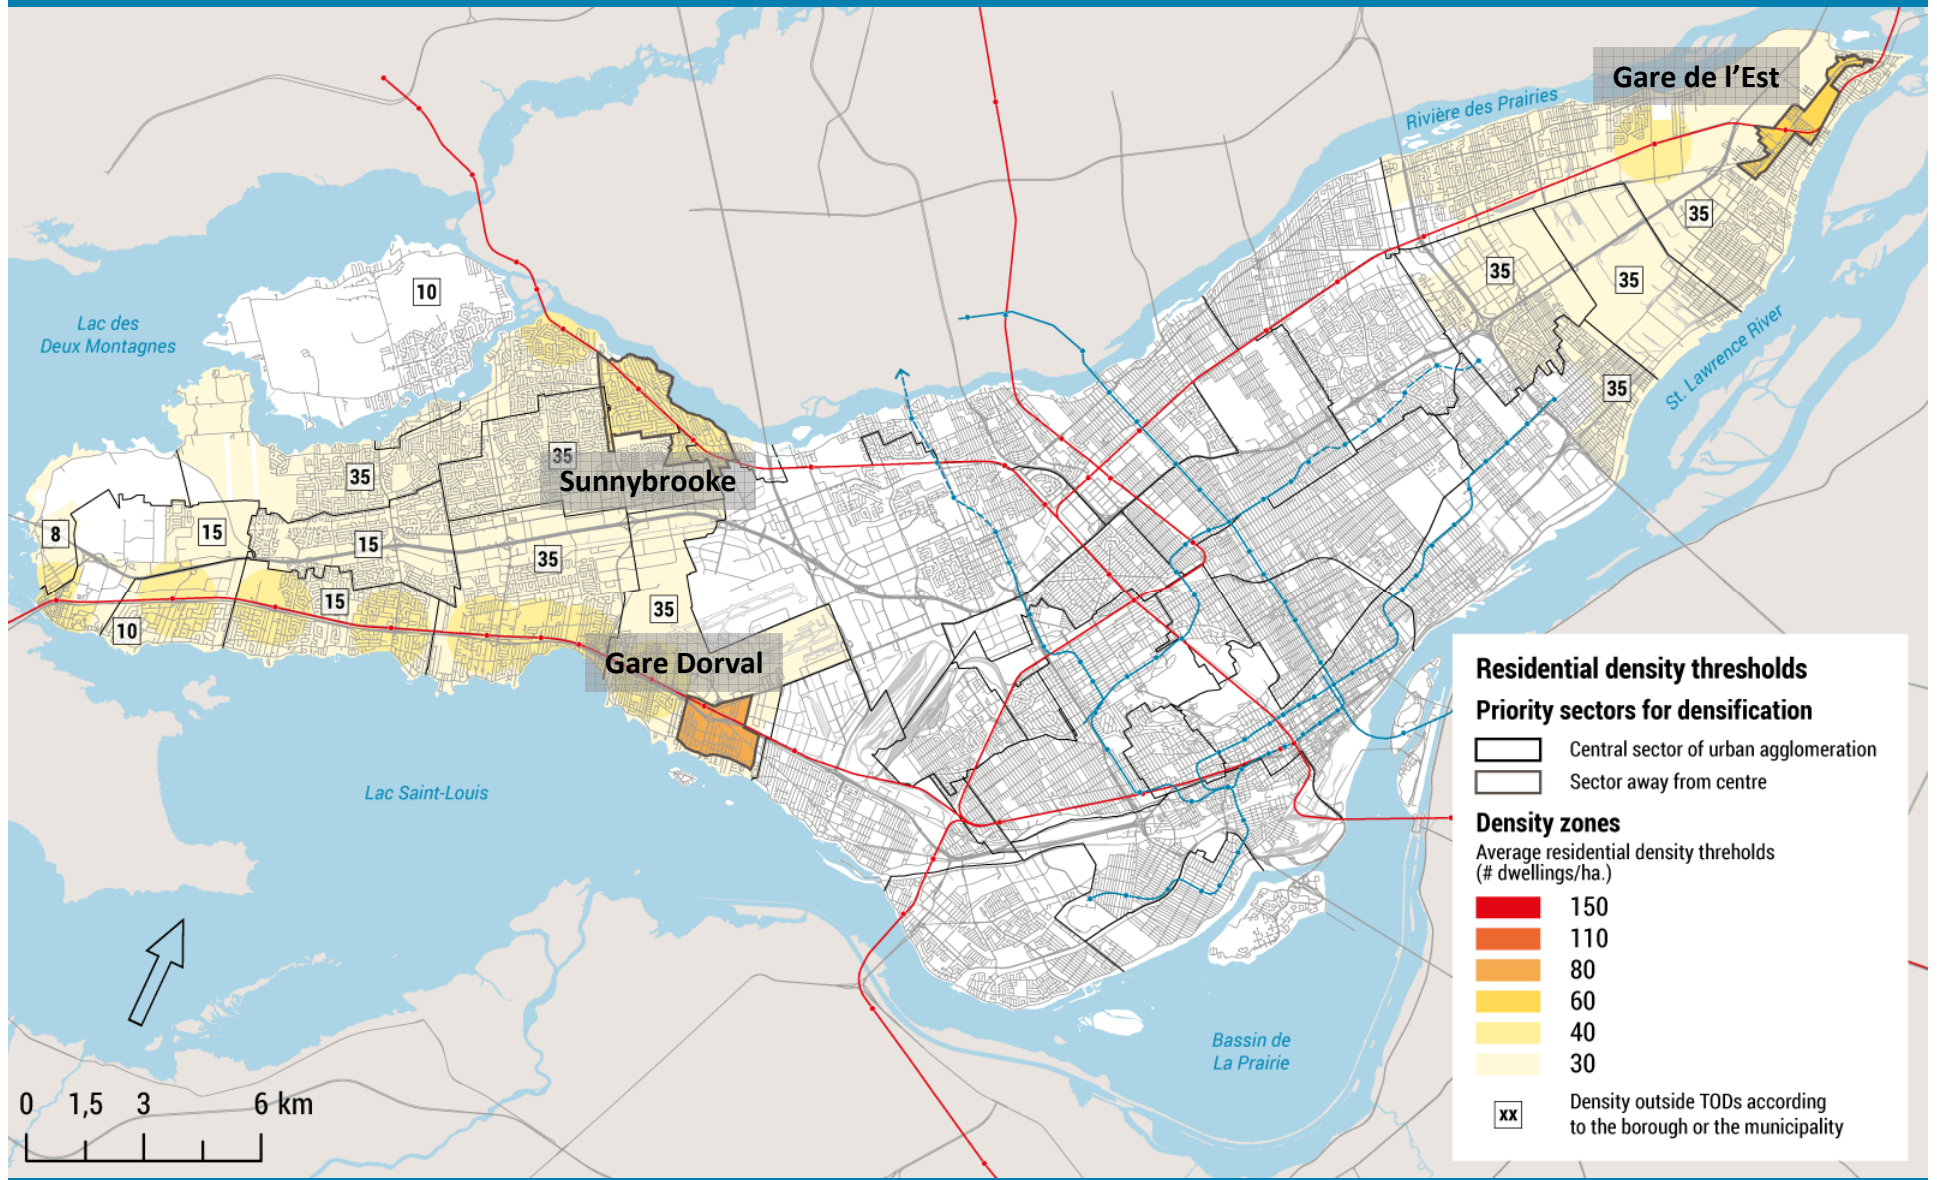 Gare de l’Est
Rivière des Prairies
35
35
35
10
Lac des
Deux Montagnes
St. Lawrence River
35
35
35
Sunnybrooke
8
15
15
35
15
35
10
Gare Dorval
Lac Saint-Louis
Bassin de
La Prairie
0 1,5 3 6 km
Residential density thresholds
Priority sectors for densification
Central sector of urban agglomeration
Sector away from centre
Density zones
Average residential density threholds
(# dwellings/ha.)
150
110
80
60
40
30
xx
Density outside TODs according
to the borough or the municipality